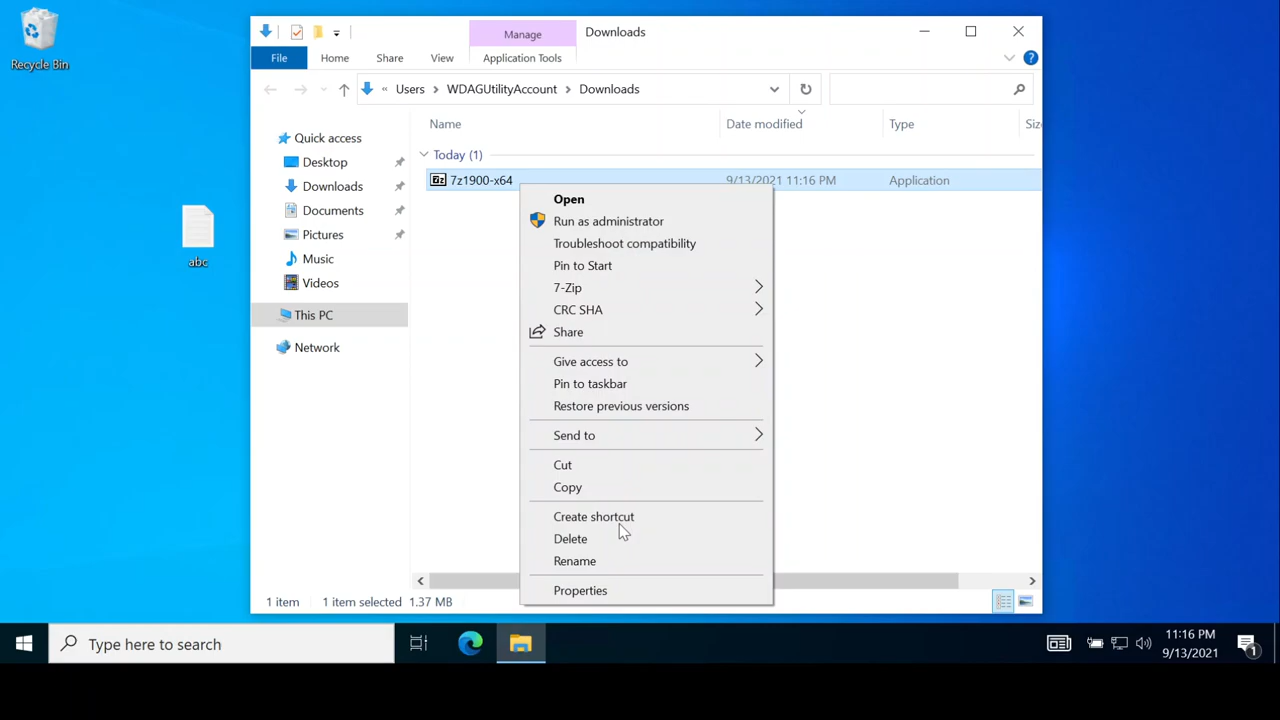 Recycle Bin
abc
Manage
Downloads
File
Home
Share
View
Application Tools
?
«
Users
WDAGUtilityAccount
Downloads
Name
Date modified
Type
Siz
Today (1)
7z 7z1900-x64
9/13/2021 11:16 PM
Application
Quick access
Desktop
Downloads
Documents
Pictures
Music
Videos
This PC
Network
Open
Run as administrator
Troubleshoot compatibility
Pin to Start
7-Zip
CRC SHA
Share
Give access to
Pin to taskbar
Restore previous versions
Send to
Cut
Copy
Create shortcut
Delete
Rename
Properties
1 item
1 item selected 1.37 MB
Type here to search
11:16 PM
9/13/2021
1